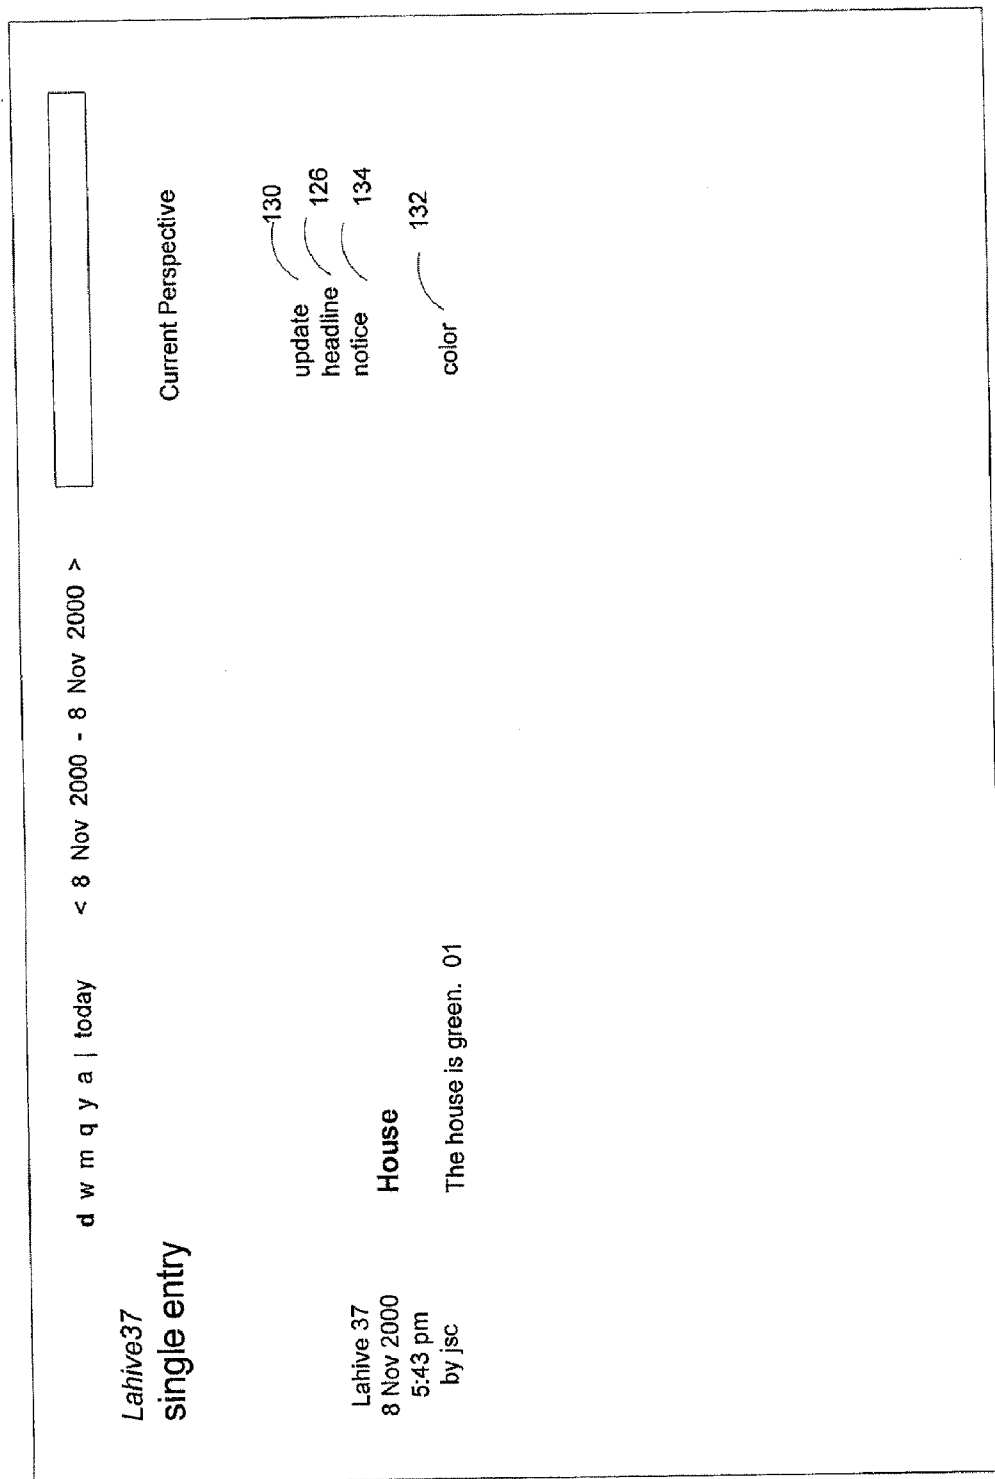 d w m q y a | today < 8 Nov 2000 - 8 Nov 2000 >
Lahive37
single entry
Current Perspective
update 130
headline 126
notice 134
color 132
Lahive 37
8 Nov 2000
5:43 pm
by jsc
House
The house is green. 01